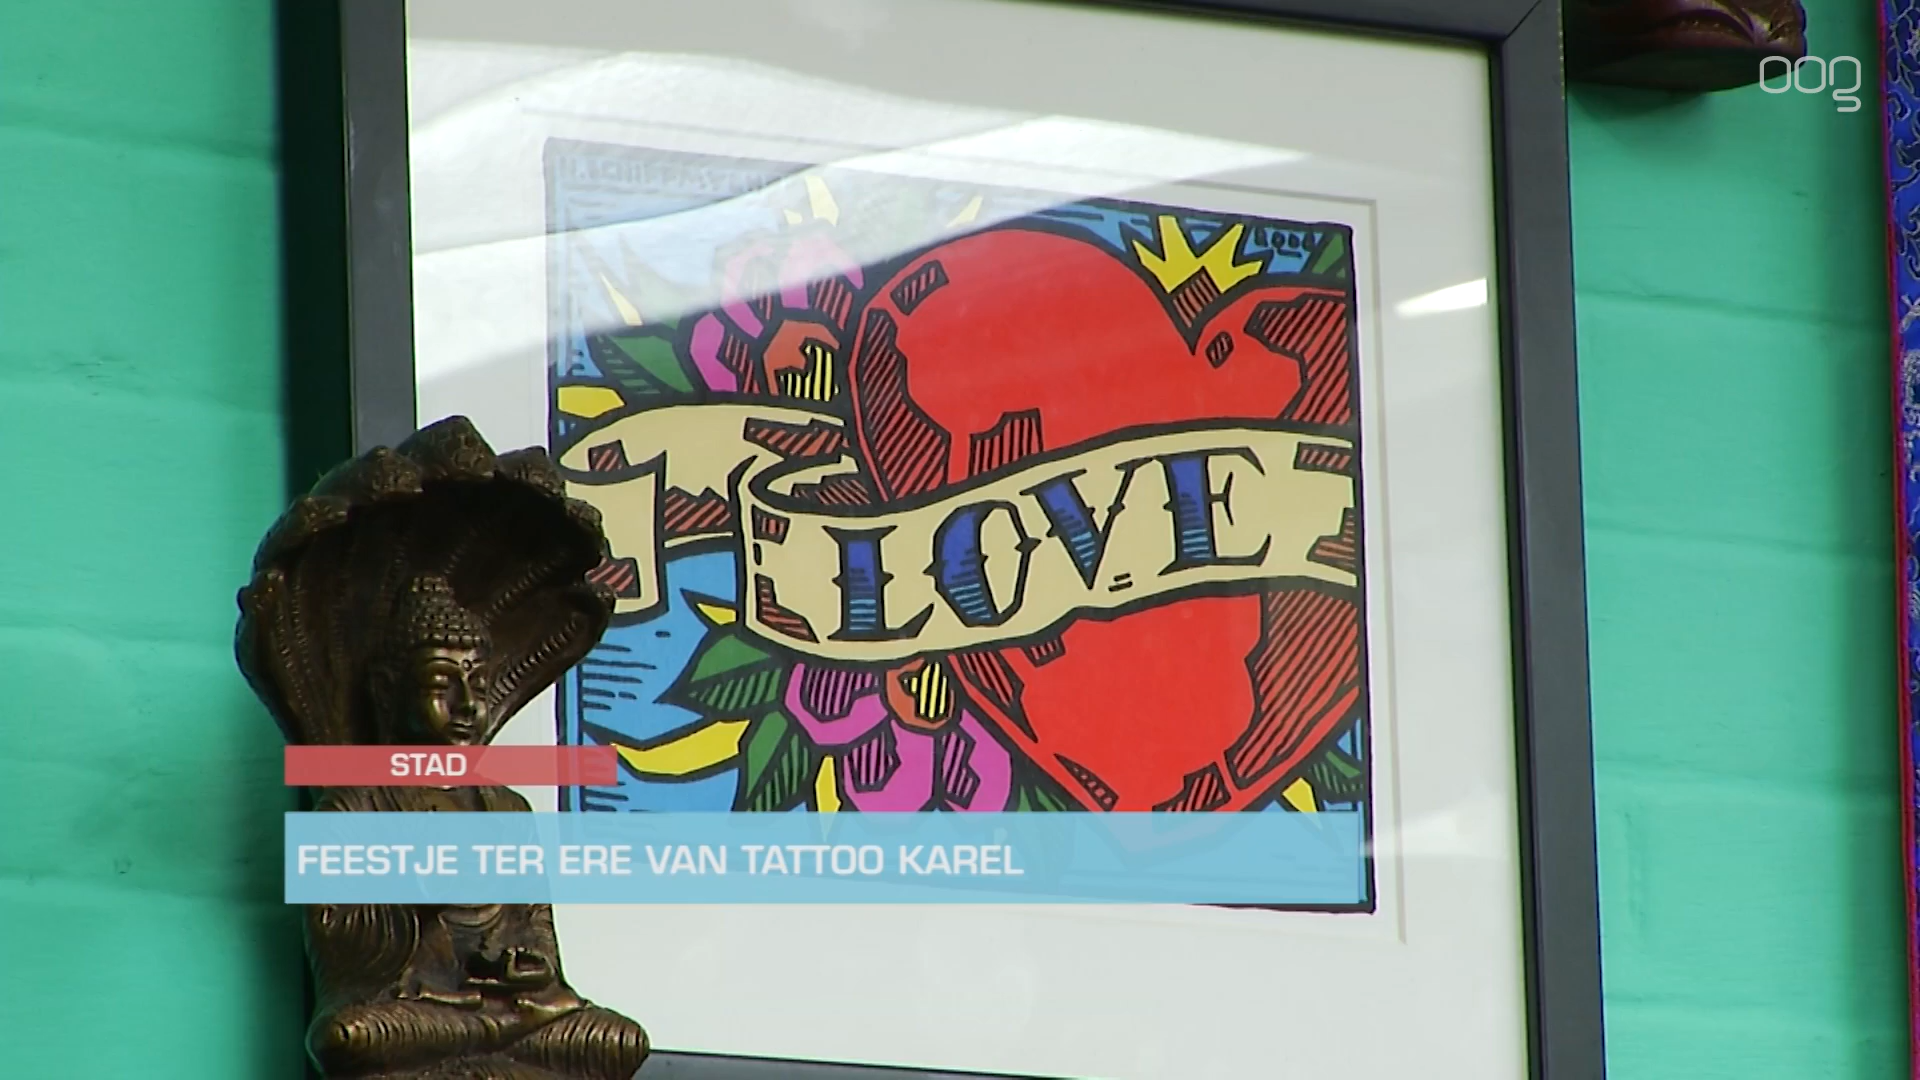 oog
LOVE
STAD
FEESTJE TER ERE VAN TATTOO KAREL